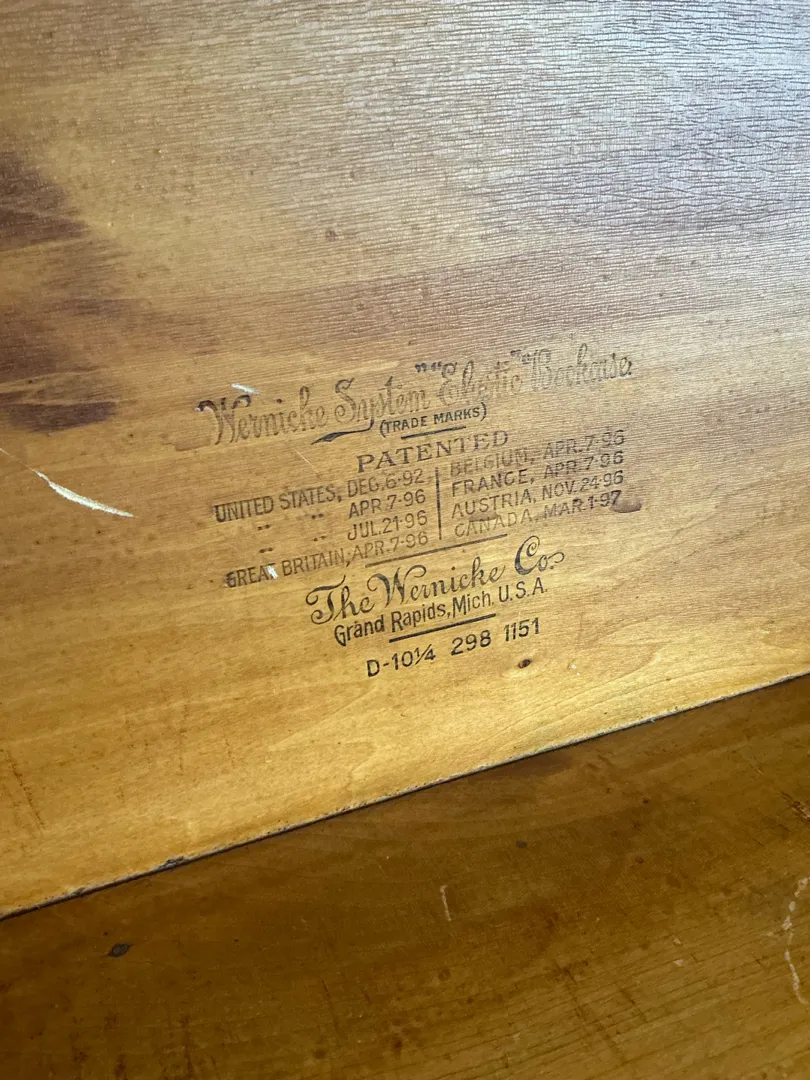 Wernicke System "Elastic" Bookcase.
(TRADE MARKS)
PATENTED
UNITED STATES, DEC.6-92.
" " APR.7-96
" " JUL.21-96
GREAT BRITAIN, APR.7-96
BELGIUM, APR.7-96
FRANCE, APR.7-96
AUSTRIA, NOV.24-96
CANADA, MAR.1-97
The Wernicke Co.
Grand Rapids, Mich. U.S.A.
D-10¼ 298 1151